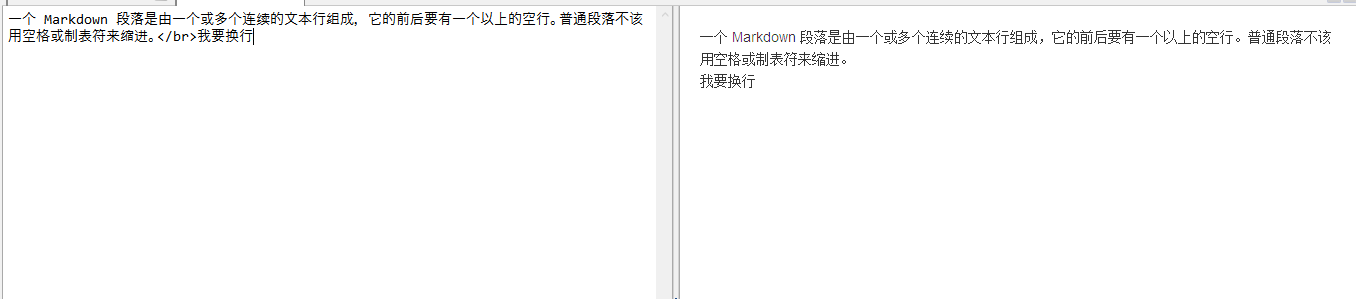 一个 Markdown 段落是由一个或多个连续的文本行组成, 它的前后要有一个以上的空行。普通段落不该
用空格或制表符来缩进。</br>我要换行
一个 Markdown 段落是由一个或多个连续的文本行组成，它的前后要有一个以上的空行。普通段落不该
用空格或制表符来缩进。
我要换行